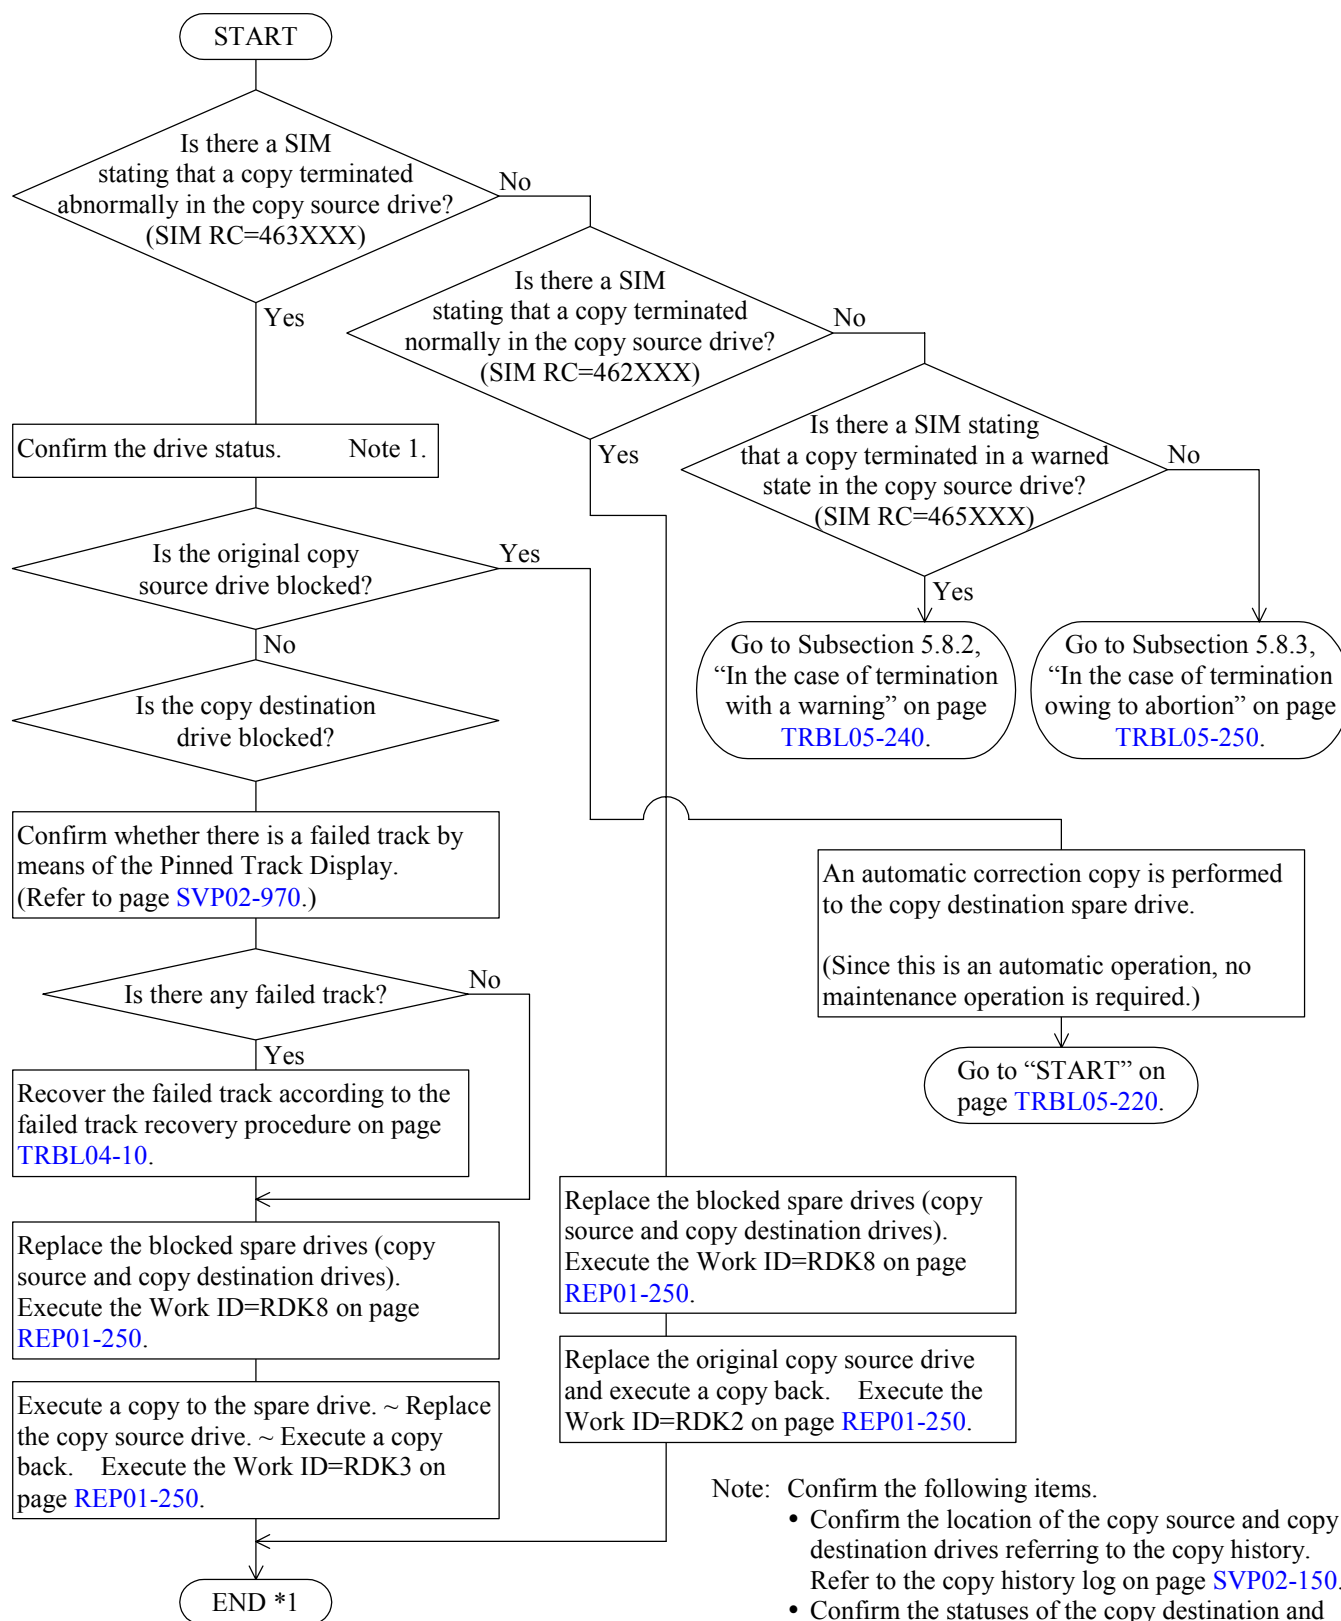 START
Is there a SIM
stating that a copy terminated
abnormally in the copy source drive?
(SIM RC=463XXX)
No
Yes
Is there a SIM
stating that a copy terminated
normally in the copy source drive?
(SIM RC=462XXX)
No
Yes
Is there a SIM stating
that a copy terminated in a warned
state in the copy source drive?
(SIM RC=465XXX)
No
Yes
Confirm the drive status. Note 1.
Is the original copy
source drive blocked?
Yes
No
Go to Subsection 5.8.2,
“In the case of termination
with a warning” on page
TRBL05-240.
Go to Subsection 5.8.3,
“In the case of termination
owing to abortion” on page
TRBL05-250.
Is the copy destination
drive blocked?
Confirm whether there is a failed track by
means of the Pinned Track Display.
(Refer to page SVP02-970.)
An automatic correction copy is performed
to the copy destination spare drive.
(Since this is an automatic operation, no
maintenance operation is required.)
Is there any failed track?
No
Yes
Go to “START” on
page TRBL05-220.
Recover the failed track according to the
failed track recovery procedure on page
TRBL04-10.
Replace the blocked spare drives (copy
source and copy destination drives).
Execute the Work ID=RDK8 on page
REP01-250.
Replace the blocked spare drives (copy
source and copy destination drives).
Execute the Work ID=RDK8 on page
REP01-250.
Replace the original copy source drive
and execute a copy back. Execute the
Work ID=RDK2 on page REP01-250.
Execute a copy to the spare drive. ~ Replace
the copy source drive. ~ Execute a copy
back. Execute the Work ID=RDK3 on
page REP01-250.
END *1
Note: Confirm the following items.
• Confirm the location of the copy source and copy
destination drives referring to the copy history.
Refer to the copy history log on page SVP02-150.
• Confirm the statuses of the copy destination and